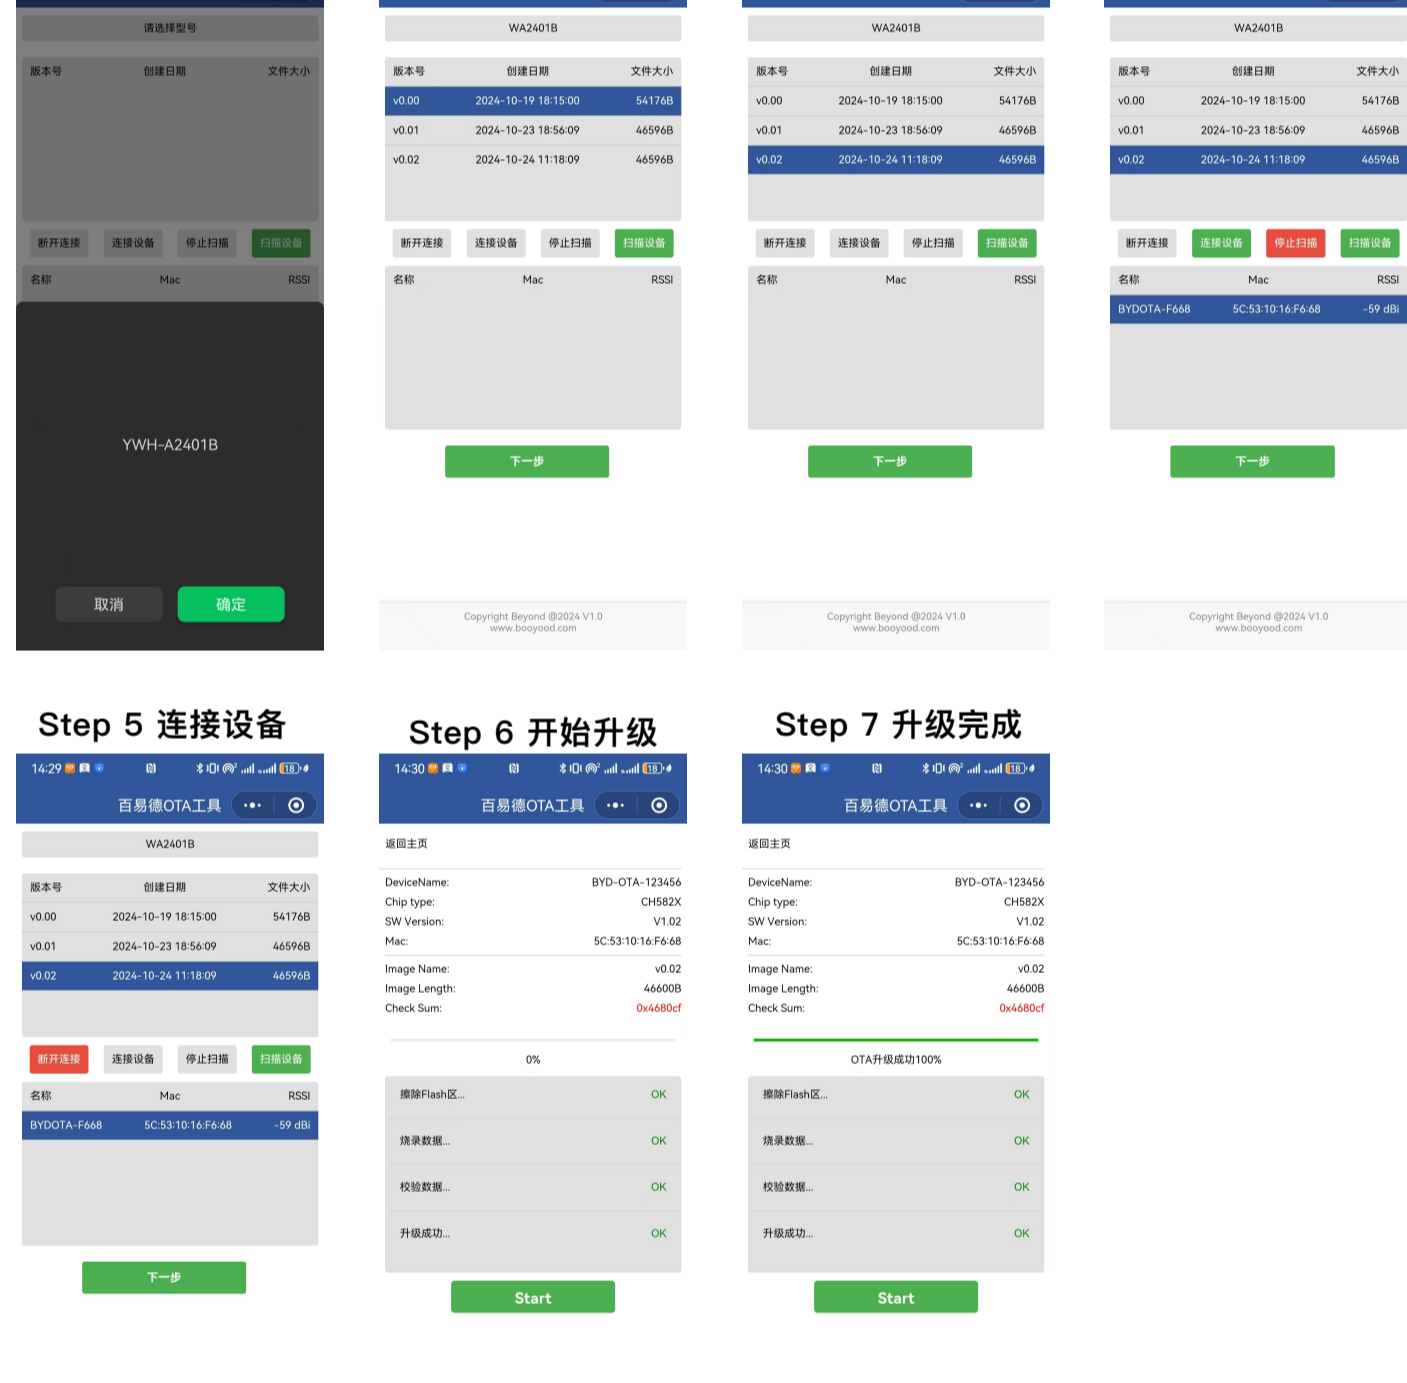 请选择型号
版本号 创建日期 文件大小
断开连接 连接设备 停止扫描 扫描设备
名称 Mac RSSI
YWH-A2401B
取消 确定
WA2401B
版本号 创建日期 文件大小
v0.00 2024-10-19 18:15:00 54176B
v0.01 2024-10-23 18:56:09 46596B
v0.02 2024-10-24 11:18:09 46596B
断开连接 连接设备 停止扫描 扫描设备
名称 Mac RSSI
下一步
Copyright Beyond @2024 V1.0
www.booyood.com
WA2401B
版本号 创建日期 文件大小
v0.00 2024-10-19 18:15:00 54176B
v0.01 2024-10-23 18:56:09 46596B
v0.02 2024-10-24 11:18:09 46596B
断开连接 连接设备 停止扫描 扫描设备
名称 Mac RSSI
下一步
Copyright Beyond @2024 V1.0
www.booyood.com
WA2401B
版本号 创建日期 文件大小
v0.00 2024-10-19 18:15:00 54176B
v0.01 2024-10-23 18:56:09 46596B
v0.02 2024-10-24 11:18:09 46596B
断开连接 连接设备 停止扫描 扫描设备
名称 Mac RSSI
BYDOTA-F668 5C:53:10:16:F6:68 -59 dBi
下一步
Copyright Beyond @2024 V1.0
www.booyood.com
Step 5 连接设备
14:29 18
百易德OTA工具
WA2401B
版本号 创建日期 文件大小
v0.00 2024-10-19 18:15:00 54176B
v0.01 2024-10-23 18:56:09 46596B
v0.02 2024-10-24 11:18:09 46596B
断开连接 连接设备 停止扫描 扫描设备
名称 Mac RSSI
BYDOTA-F668 5C:53:10:16:F6:68 -59 dBi
下一步
Step 6 开始升级
14:30 18
百易德OTA工具
返回主页
DeviceName: BYD-OTA-123456
Chip type: CH582X
SW Version: V1.02
Mac: 5C:53:10:16:F6:68
Image Name: v0.02
Image Length: 46600B
Check Sum: 0x4680cf
0%
擦除Flash区... OK
烧录数据... OK
校验数据... OK
升级成功... OK
Start
Step 7 升级完成
14:30 18
百易德OTA工具
返回主页
DeviceName: BYD-OTA-123456
Chip type: CH582X
SW Version: V1.02
Mac: 5C:53:10:16:F6:68
Image Name: v0.02
Image Length: 46600B
Check Sum: 0x4680cf
OTA升级成功100%
擦除Flash区... OK
烧录数据... OK
校验数据... OK
升级成功... OK
Start